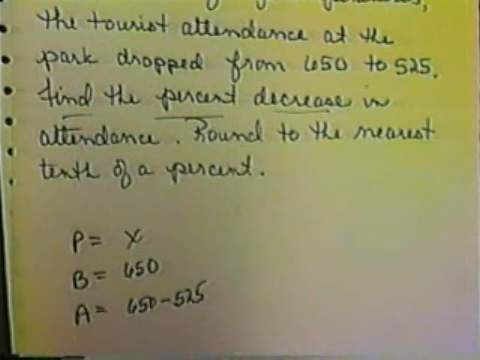 the tourist attendance at the
park dropped from 650 to 525.
Find the percent decrease in
attendance. Round to the nearest
tenth of a percent.
P = X
B = 650
A = 650-525